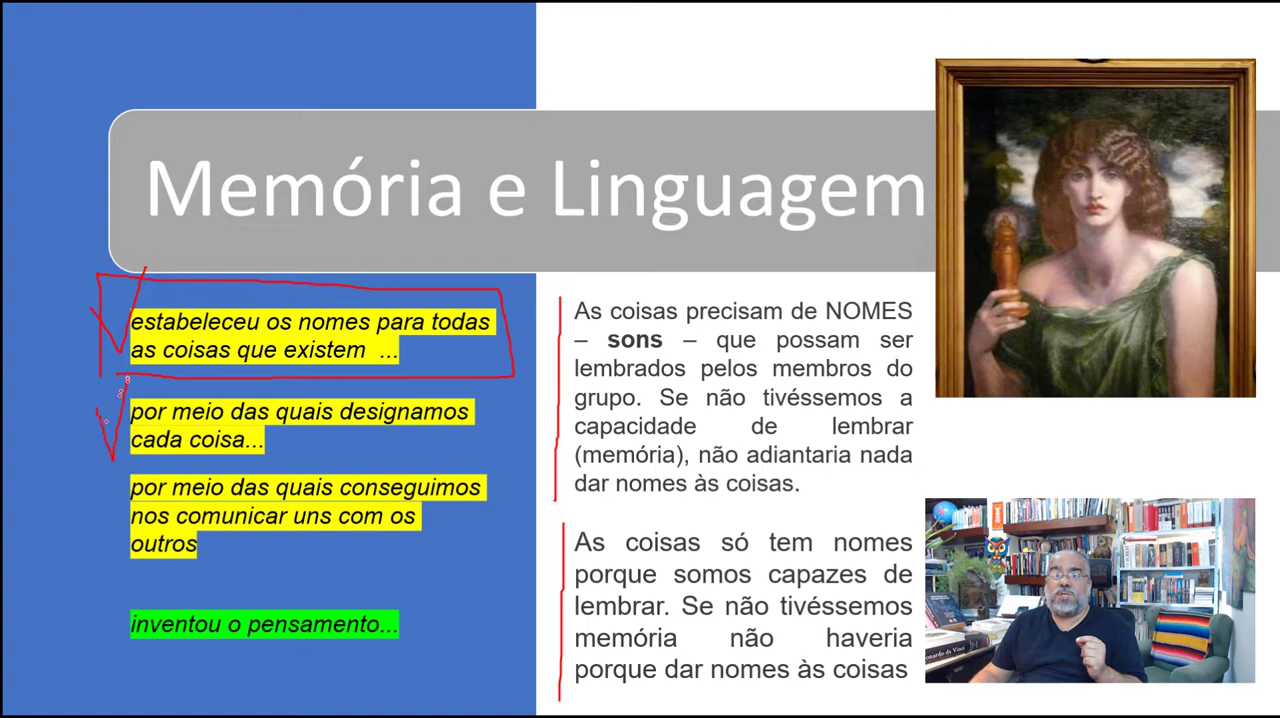 Memória e Linguagem
estabeleceu os nomes para todas
as coisas que existem ...
por meio das quais designamos
cada coisa...
por meio das quais conseguimos
nos comunicar uns com os
outros
inventou o pensamento...
As coisas precisam de NOMES
– sons – que possam ser
lembrados pelos membros do
grupo. Se não tivéssemos a
capacidade de lembrar
(memória), não adiantaria nada
dar nomes às coisas.
As coisas só tem nomes
porque somos capazes de
lembrar. Se não tivéssemos
memória não haveria
porque dar nomes às coisas